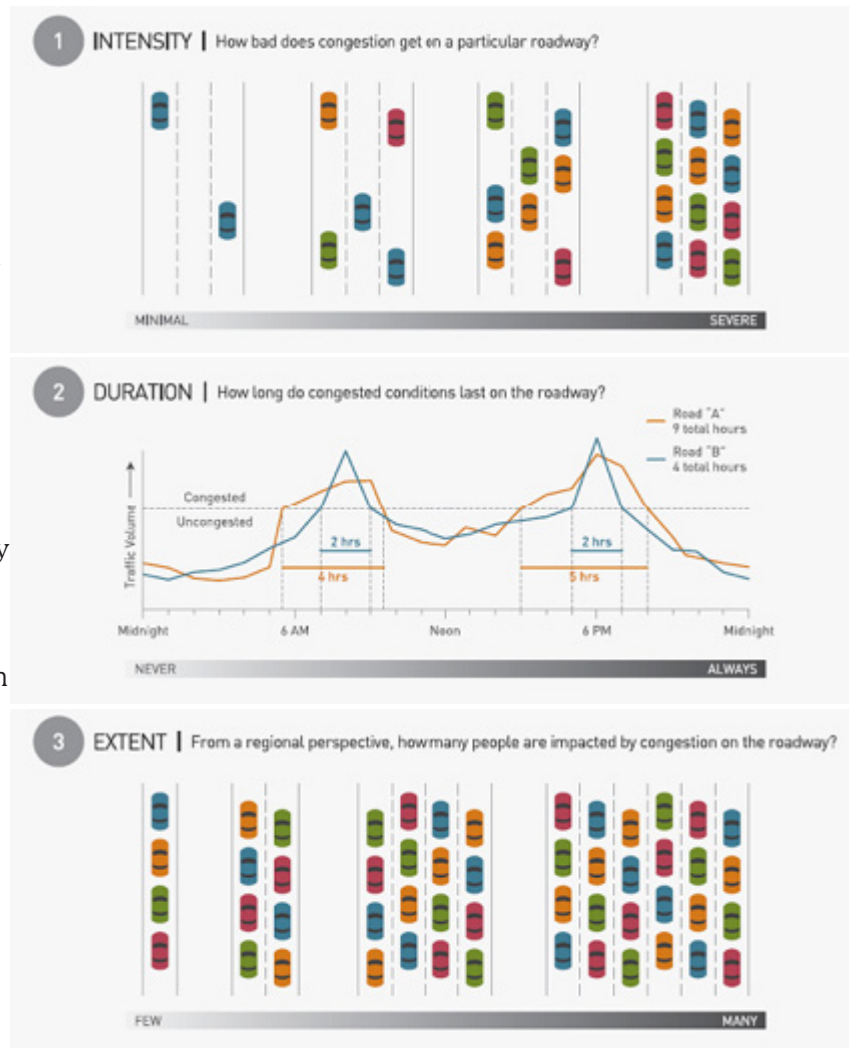 1 INTENSITY | How bad does congestion get on a particular roadway?
MINIMAL SEVERE
2 DURATION | How long do congested conditions last on the roadway?
Road "A"
9 total hours
Road "B"
4 total hours
Traffic Volume
Congested
Uncongested
2 hrs 2 hrs
4 hrs 5 hrs
Midnight 6 AM Noon 6 PM Midnight
NEVER ALWAYS
y
n
3 EXTENT | From a regional perspective, howmany people are impacted by congestion on the roadway?
FEW MANY